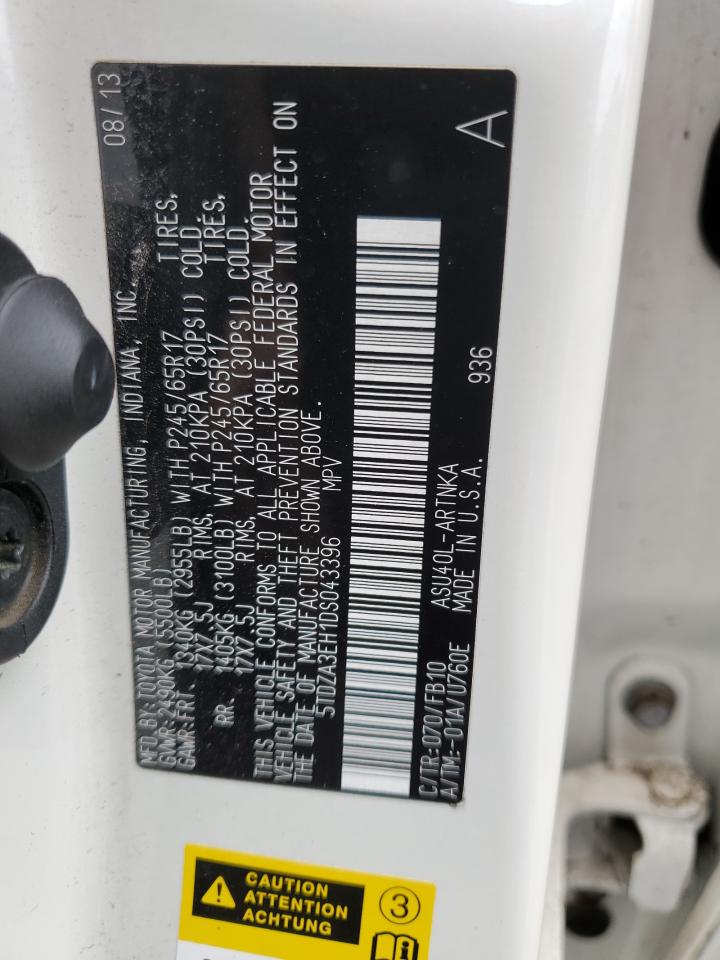 MFD.BY:TOYOTA MOTOR MANUFACTURING, INDIANA, INC. 08/13
GVWR:2490KG (5500LB)
GAWR:FRT. 1340KG (2955LB) WITH P245/65R17 TIRES,
17X7.5J RIMS, AT 210KPA (30PSI) COLD.
RR. 1405KG (3100LB) WITH P245/65R17 TIRES,
17X7.5J RIMS, AT 210KPA (30PSI) COLD.
THIS VEHICLE CONFORMS TO ALL APPLICABLE FEDERAL MOTOR
VEHICLE SAFETY AND THEFT PREVENTION STANDARDS IN EFFECT ON
THE DATE OF MANUFACTURE SHOWN ABOVE.
5TDZA3EH1DS043396 MPV
C/TR:070/FB10 ASU40L-ARTNKA 936 A
A/TM:-01A/U760E MADE IN U.S.A.
CAUTION
ATTENTION
ACHTUNG
3
i